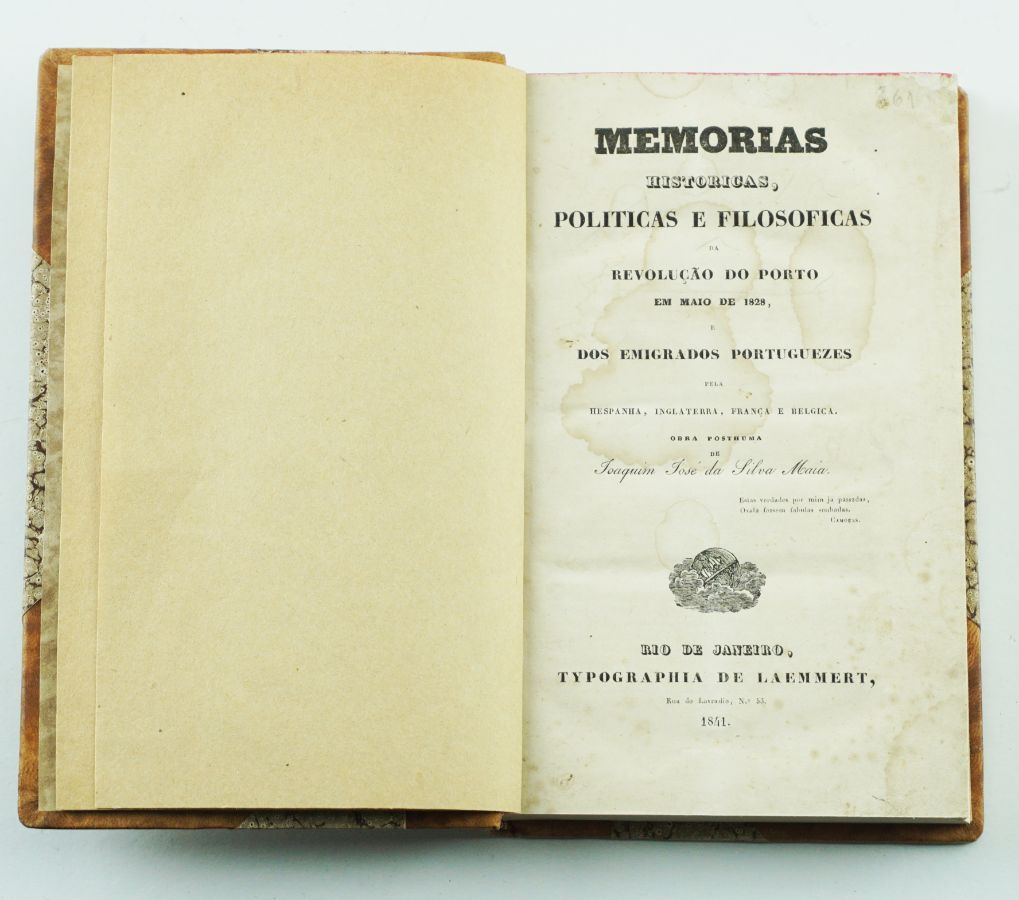 261
MEMORIAS
HISTORICAS,
POLITICAS E FILOSOFICAS
DA
REVOLUÇÃO DO PORTO
EM MAIO DE 1828,
E
DOS EMIGRADOS PORTUGUEZES
PELA
HESPANHA, INGLATERRA, FRANÇA E BELGICA.
OBRA POSTHUMA
DE
Joaquim José da Silva Maia.
Estas verdades por mim ja passadas,
Oxalá fossem fabulas sonhadas.
CAMOENS.
RIO DE JANEIRO,
TYPOGRAPHIA DE LAEMMERT,
Rua do Lavradio, N.º 53.
1841.